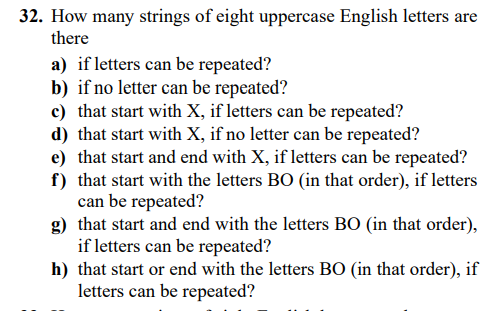 32. How many strings of eight uppercase English letters are
there
a) if letters can be repeated?
b) if no letter can be repeated?
c) that start with X, if letters can be repeated?
d) that start with X, if no letter can be repeated?
e) that start and end with X, if letters can be repeated?
f) that start with the letters BO (in that order), if letters
can be repeated?
g) that start and end with the letters BO (in that order),
if letters can be repeated?
h) that start or end with the letters BO (in that order), if
letters can be repeated?